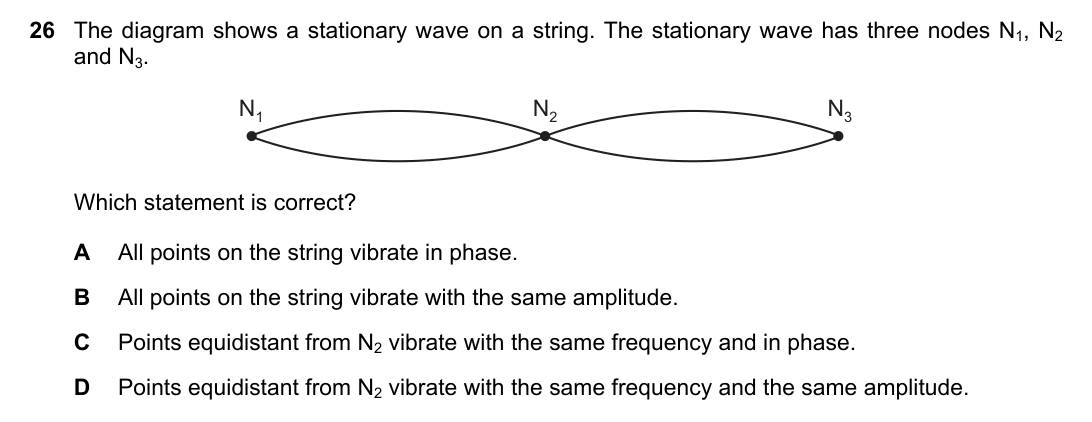 26 The diagram shows a stationary wave on a string. The stationary wave has three nodes N₁, N₂
and N₃.
N₁ N₂ N₃
Which statement is correct?
A All points on the string vibrate in phase.
B All points on the string vibrate with the same amplitude.
C Points equidistant from N₂ vibrate with the same frequency and in phase.
D Points equidistant from N₂ vibrate with the same frequency and the same amplitude.